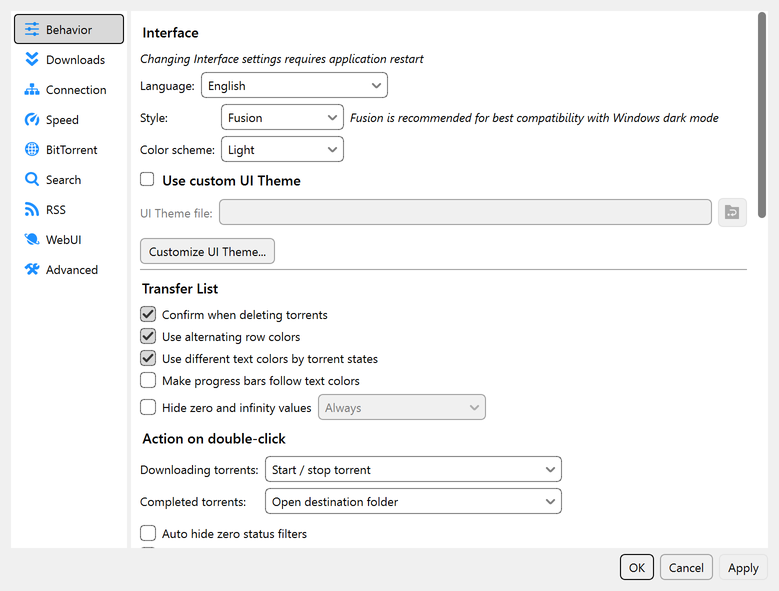 Behavior
Downloads
Connection
Speed
BitTorrent
Search
RSS
WebUI
Advanced
Interface
Changing Interface settings requires application restart
Language: English
Style: Fusion Fusion is recommended for best compatibility with Windows dark mode
Color scheme: Light
Use custom UI Theme
UI Theme file:
Customize UI Theme...
Transfer List
Confirm when deleting torrents
Use alternating row colors
Use different text colors by torrent states
Make progress bars follow text colors
Hide zero and infinity values Always
Action on double-click
Downloading torrents: Start / stop torrent
Completed torrents: Open destination folder
Auto hide zero status filters
OK Cancel Apply